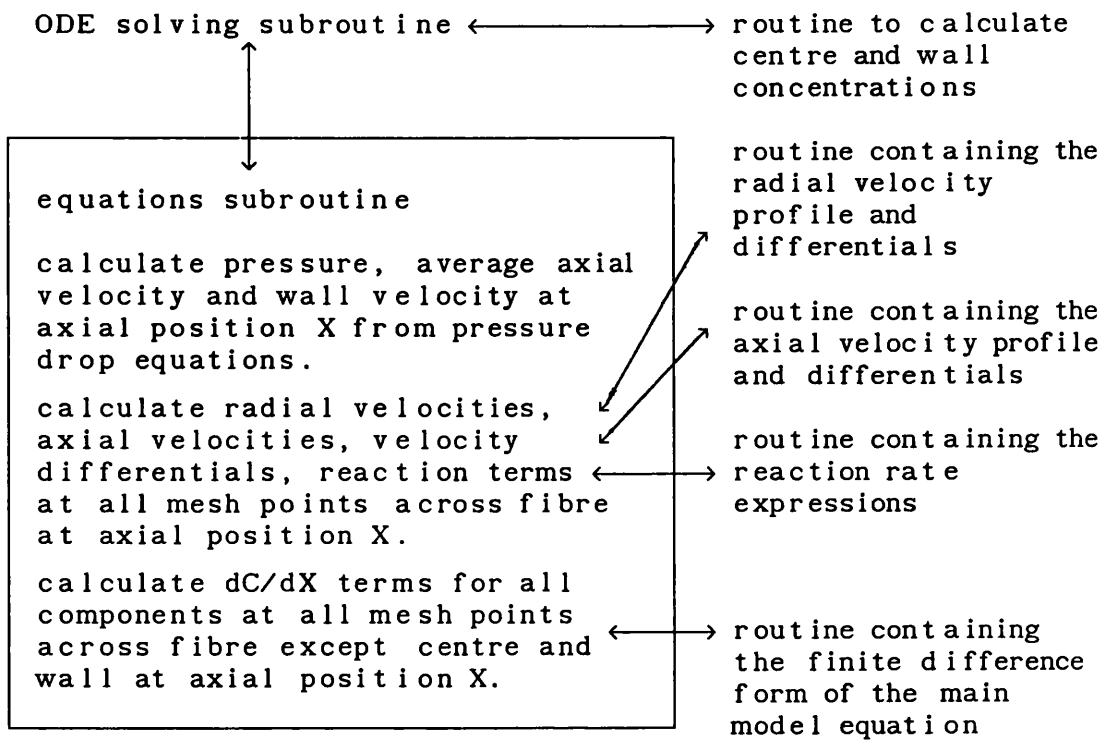 ODE solving subroutine
routine to calculate
centre and wall
concentrations
equations subroutine
calculate pressure, average axial
velocity and wall velocity at
axial position X from pressure
drop equations.
calculate radial velocities,
axial velocities, velocity
differentials, reaction terms
at all mesh points across fibre
at axial position X.
calculate dC/dX terms for all
components at all mesh points
across fibre except centre and
wall at axial position X.
routine containing the
radial velocity
profile and
differentials
routine containing the
axial velocity profile
and differentials
routine containing the
reaction rate
expressions
routine containing
the finite difference
form of the main
model equation